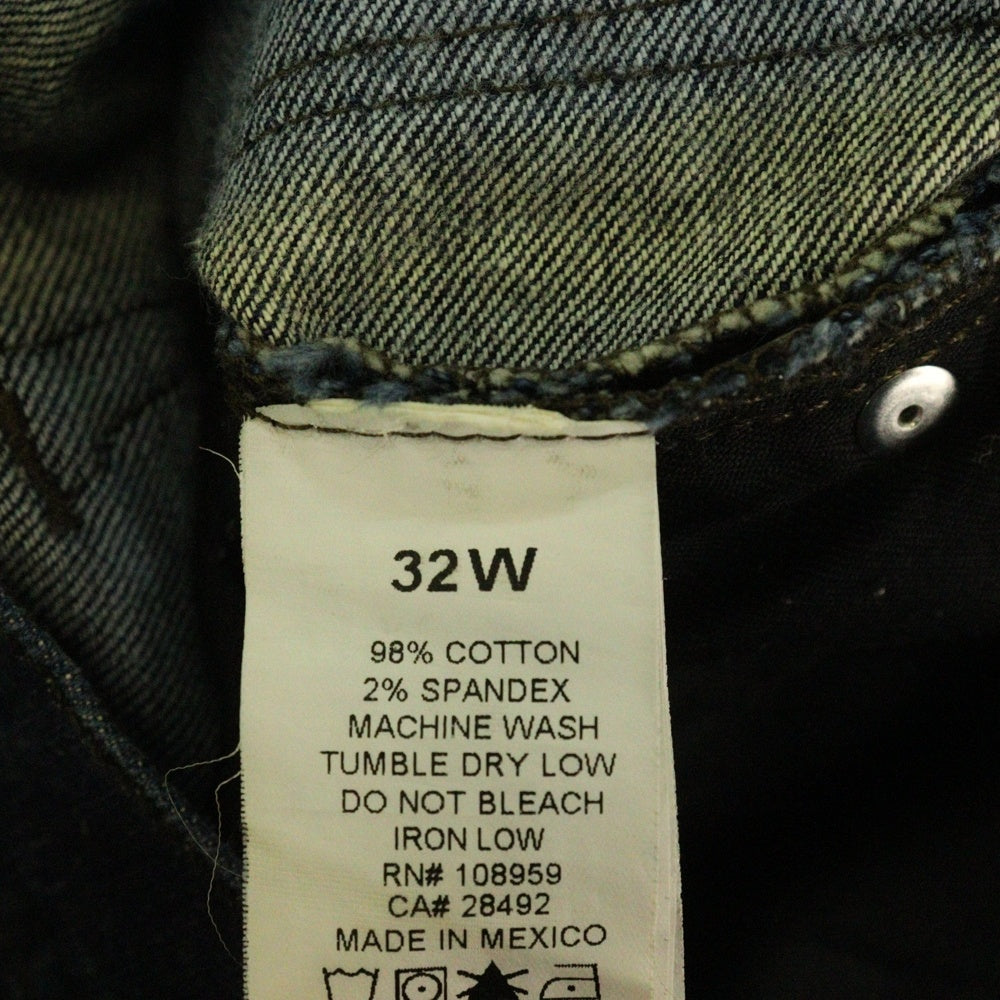 32W
98% COTTON
2% SPANDEX
MACHINE WASH
TUMBLE DRY LOW
DO NOT BLEACH
IRON LOW
RN# 108959
CA# 28492
MADE IN MEXICO